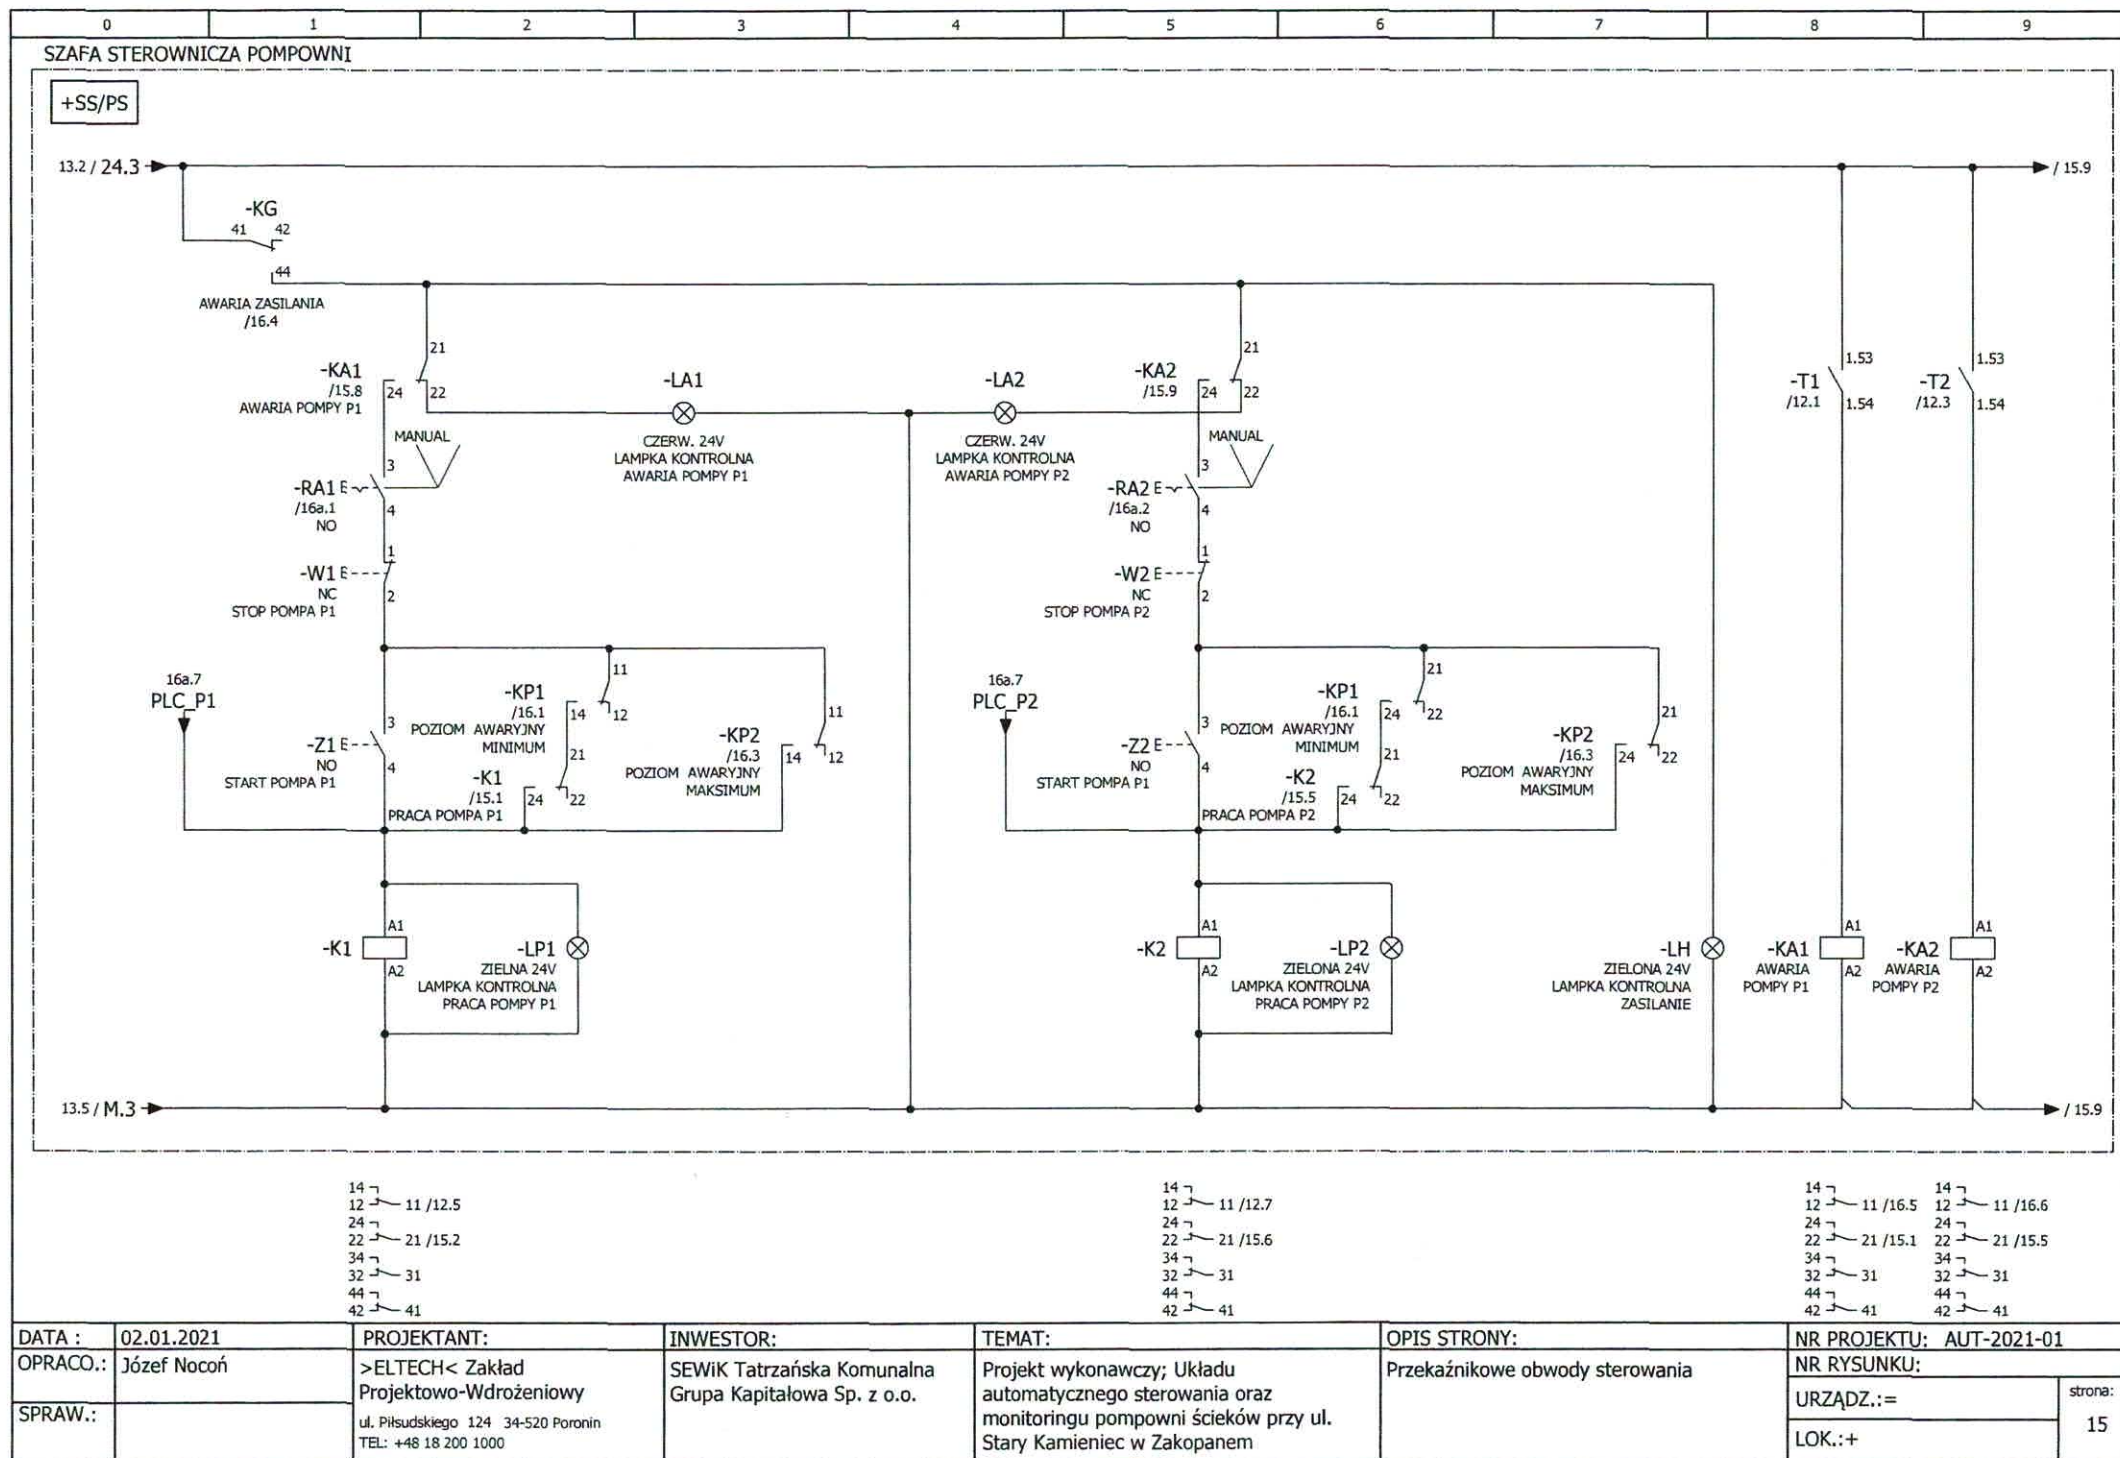 0 1 2 3 4 5 6 7 8 9
SZAFA STEROWNICZA POMPOWNI
+SS/PS
13.2 / 24.3
/ 15.9
-KG
41 42
44
AWARIA ZASILANIA
/16.4
-KA1
/15.8
AWARIA POMPY P1
21
24
22
-LA1
CZERW. 24V
LAMPKA KONTROLNA
AWARIA POMPY P1
-LA2
CZERW. 24V
LAMPKA KONTROLNA
AWARIA POMPY P2
-KA2
/15.9
21
24
22
-T1
/12.1
1.53
1.54
-T2
/12.3
1.53
1.54
MANUAL
3
-RA1 E
/16a.1
NO
4
MANUAL
3
-RA2 E
/16a.2
NO
4
1
-W1 E
NC
STOP POMPA P1
2
1
-W2 E
NC
STOP POMPA P2
2
16a.7
PLC_P1
3
-Z1 E
NO
START POMPA P1
4
11
-KP1
/16.1
POZIOM AWARYJNY
MINIMUM
14
12
21
-K1
/15.1
PRACA POMPA P1
24
22
11
-KP2
/16.3
POZIOM AWARYJNY
MAKSIMUM
14
12
16a.7
PLC_P2
3
-Z2 E
NO
START POMPA P1
4
21
-KP1
/16.1
POZIOM AWARYJNY
MINIMUM
24
22
21
-K2
/15.5
PRACA POMPA P2
24
22
21
-KP2
/16.3
POZIOM AWARYJNY
MAKSIMUM
24
22
A1
-K1
A2
-LP1
ZIELNA 24V
LAMPKA KONTROLNA
PRACA POMPY P1
A1
-K2
A2
-LP2
ZIELONA 24V
LAMPKA KONTROLNA
PRACA POMPY P2
-LH
ZIELONA 24V
LAMPKA KONTROLNA
ZASILANIE
A1
-KA1
AWARIA
POMPY P1
A2
A1
-KA2
AWARIA
POMPY P2
A2
13.5 / M.3
/ 15.9
14
12 11 /12.5
24
22 21 /15.2
34
32 31
44
42 41
14
12 11 /12.7
24
22 21 /15.6
34
32 31
44
42 41
14
12 11 /16.5
24
22 21 /15.1
34
32 31
44
42 41
14
12 11 /16.6
24
22 21 /15.5
34
32 31
44
42 41
DATA : 02.01.2021
OPRACO.: Józef Nocoń
SPRAW.:
PROJEKTANT:
>ELTECH< Zakład
Projektowo-Wdrożeniowy
ul. Piłsudskiego 124 34-520 Poronin
TEL: +48 18 200 1000
INWESTOR:
SEWiK Tatrzańska Komunalna
Grupa Kapitałowa Sp. z o.o.
TEMAT:
Projekt wykonawczy; Układu
automatycznego sterowania oraz
monitoringu pompowni ścieków przy ul.
Stary Kamieniec w Zakopanem
OPIS STRONY:
Przekaźnikowe obwody sterowania
NR PROJEKTU: AUT-2021-01
NR RYSUNKU:
URZĄDZ.:=
LOK.:+
strona:
15